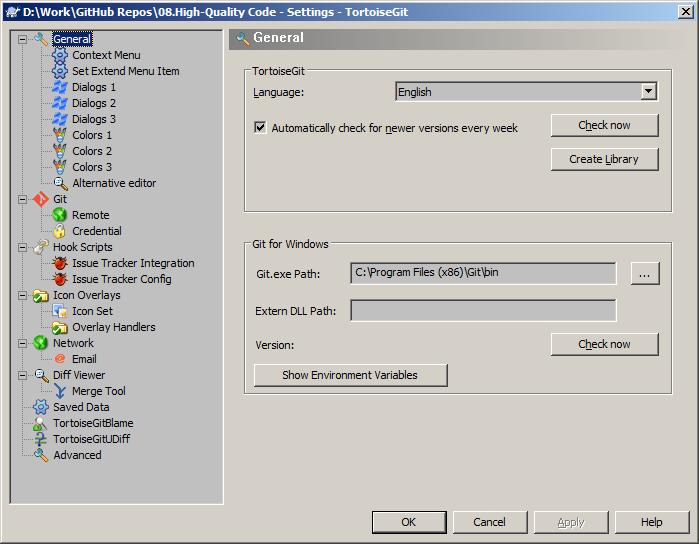 D:\Work\GitHub Repos\08.High-Quality Code - Settings - TortoiseGit
General
Context Menu
Set Extend Menu Item
Dialogs 1
Dialogs 2
Dialogs 3
Colors 1
Colors 2
Colors 3
Alternative editor
Git
Remote
Credential
Hook Scripts
Issue Tracker Integration
Issue Tracker Config
Icon Overlays
Icon Set
Overlay Handlers
Network
Email
Diff Viewer
Merge Tool
Saved Data
TortoiseGitBlame
TortoiseGitUDiff
Advanced
General
TortoiseGit
Language: English
Automatically check for newer versions every week Check now
Create Library
Git for Windows
Git.exe Path: C:\Program Files (x86)\Git\bin ...
Extern DLL Path:
Version: Check now
Show Environment Variables
OK Cancel Apply Help